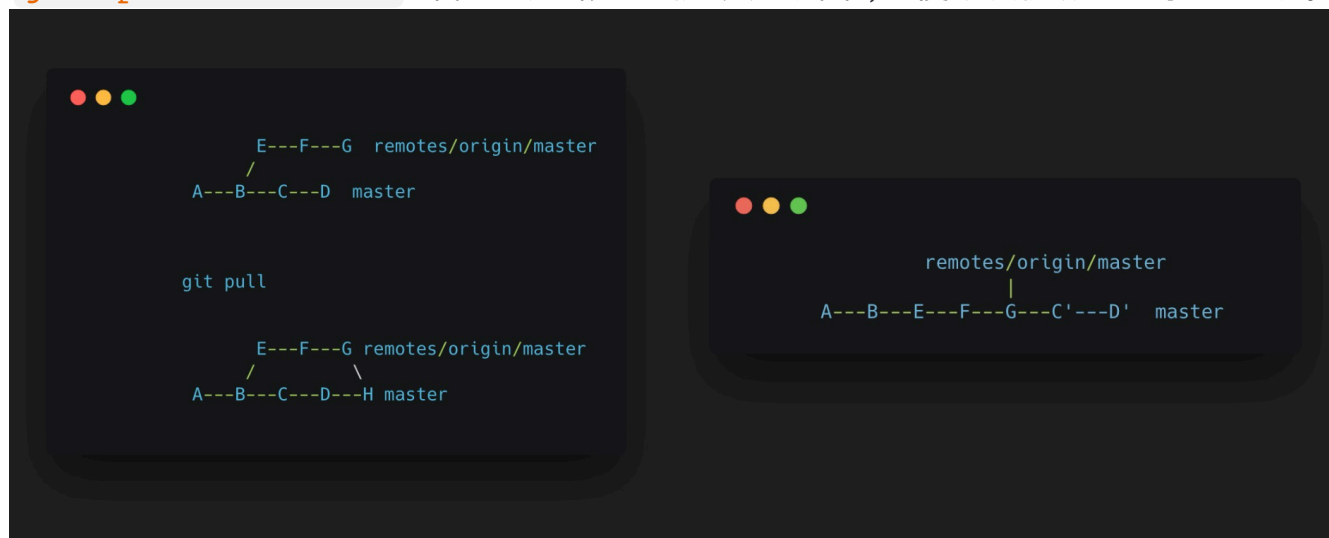 E---F---G remotes/origin/master
/
A---B---C---D master
git pull
E---F---G remotes/origin/master
/ \
A---B---C---D---H master
remotes/origin/master
|
A---B---E---F---G---C'---D' master